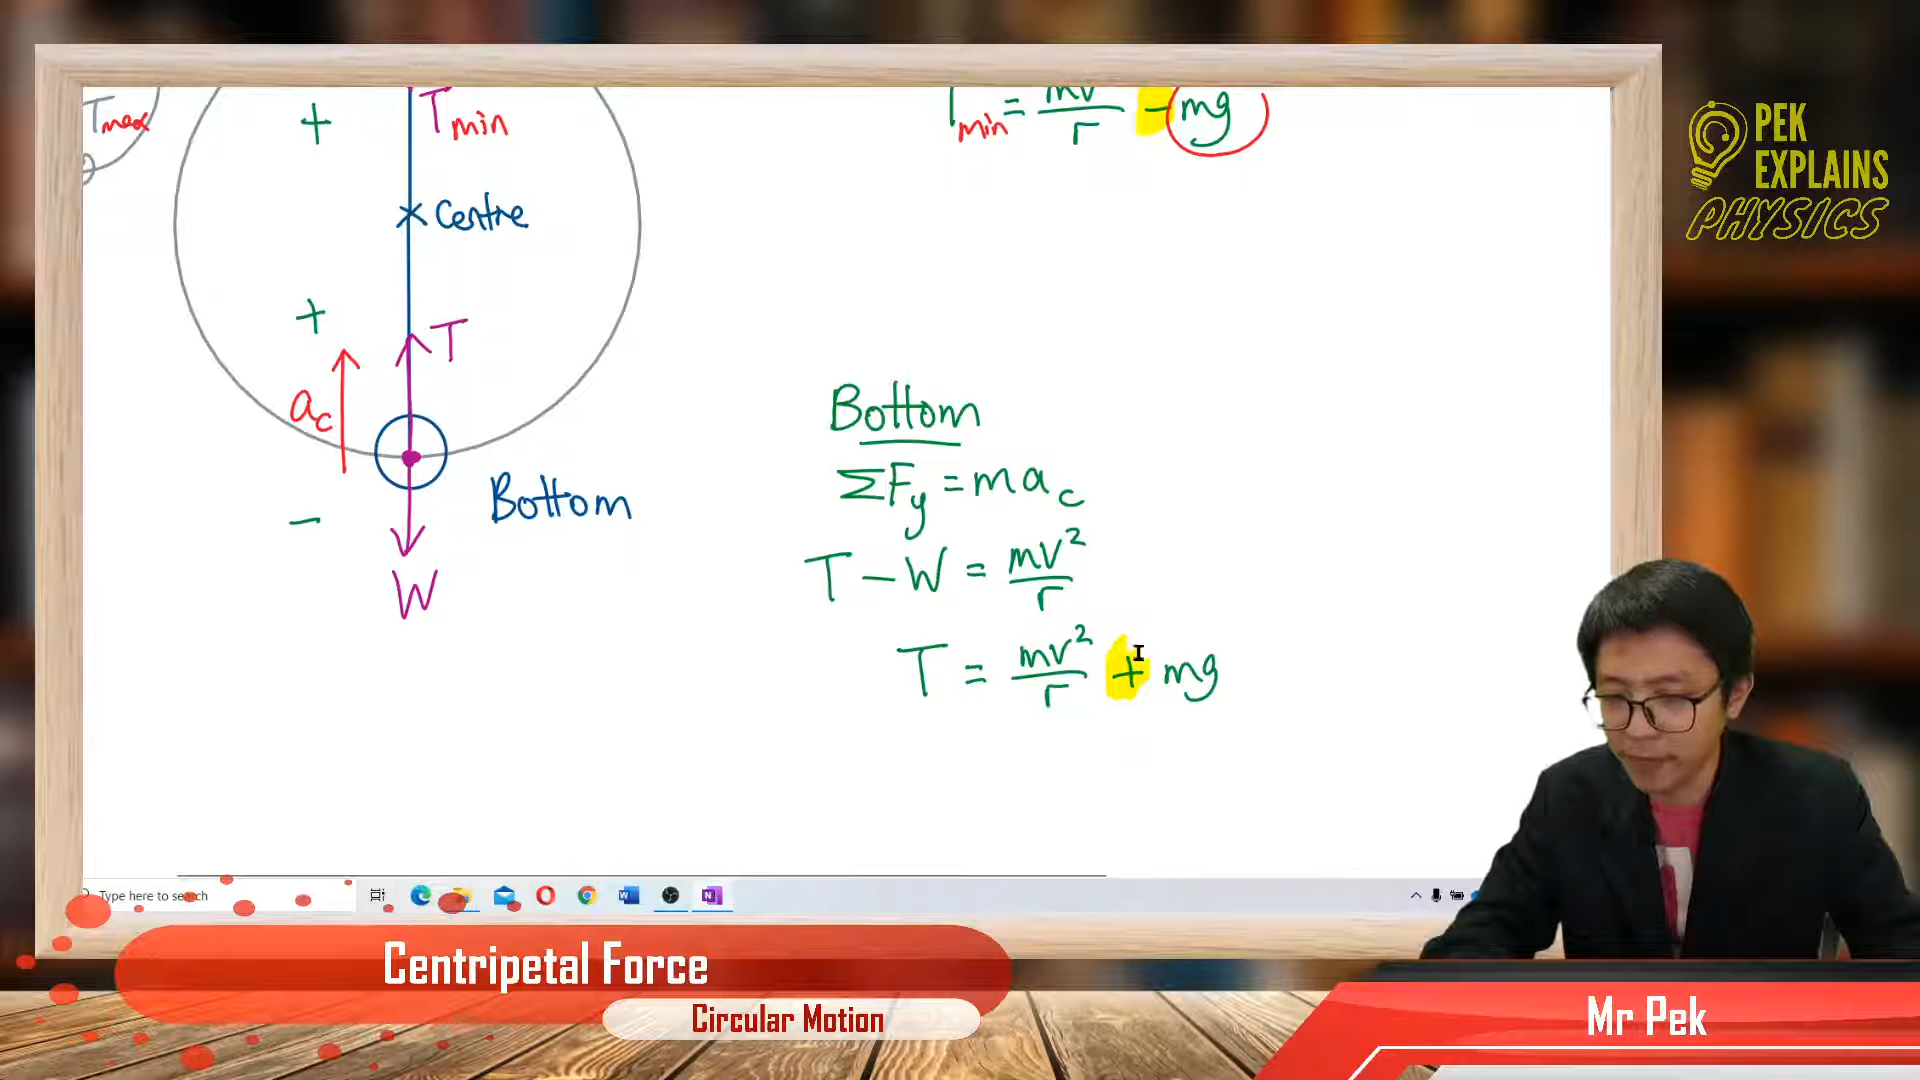 Tmax
+
Tmin
Tmin = mv / r - mg
PEK
EXPLAINS
PHYSICS
Centre
+
T
ac
Bottom
-
W
Bottom
ΣFy = mac
T - W = mv² / r
T = mv² / r + mg
Type here to search
Centripetal Force
Circular Motion
Mr Pek